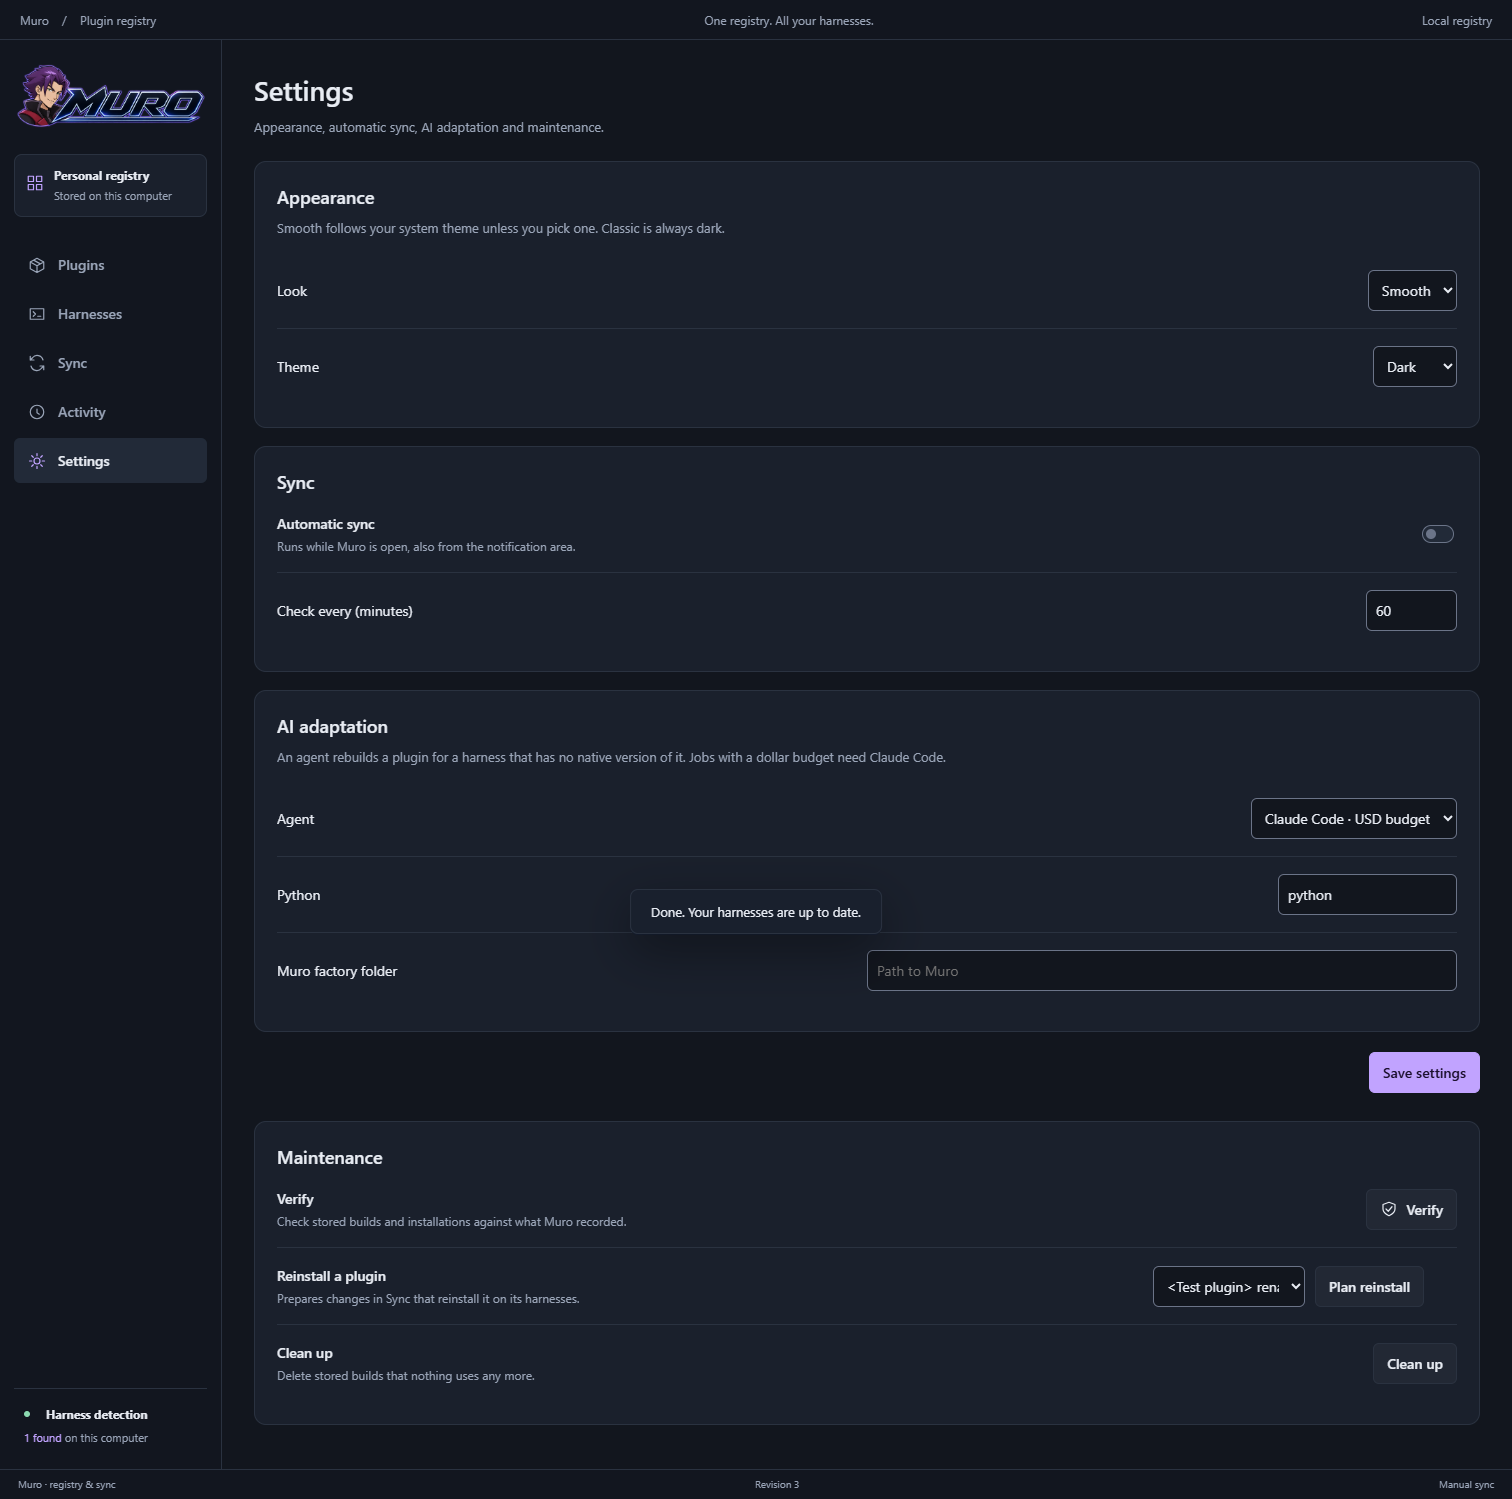 Muro / Plugin registry
One registry. All your harnesses.
Local registry
MURO
Personal registry
Stored on this computer
Plugins
Harnesses
Sync
Activity
Settings
Harness detection
1 found on this computer
Settings
Appearance, automatic sync, AI adaptation and maintenance.
Appearance
Smooth follows your system theme unless you pick one. Classic is always dark.
Look
Smooth
Theme
Dark
Sync
Automatic sync
Runs while Muro is open, also from the notification area.
Check every (minutes)
60
AI adaptation
An agent rebuilds a plugin for a harness that has no native version of it. Jobs with a dollar budget need Claude Code.
Agent
Claude Code · USD budget
Python
python
Done. Your harnesses are up to date.
Muro factory folder
Path to Muro
Save settings
Maintenance
Verify
Check stored builds and installations against what Muro recorded.
Verify
Reinstall a plugin
Prepares changes in Sync that reinstall it on its harnesses.
<Test plugin> rena
Plan reinstall
Clean up
Delete stored builds that nothing uses any more.
Clean up
Muro · registry & sync
Revision 3
Manual sync